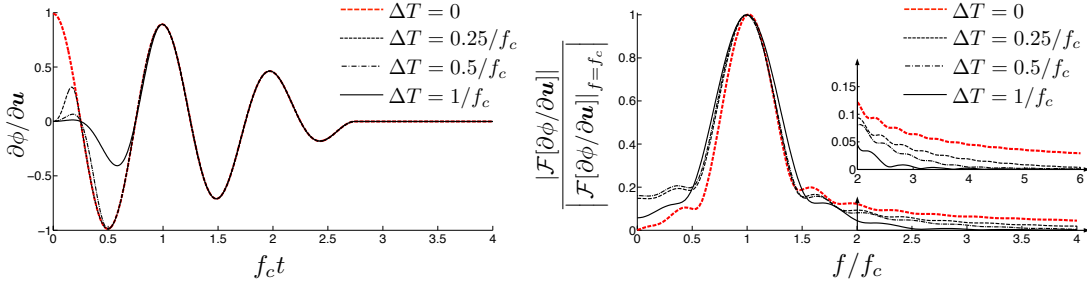 1
0.5
0
−0.5
−1
0 0.5 1 1.5 2 2.5 3 3.5 4
∂ϕ/∂u
f_c t
ΔT = 0
ΔT = 0.25/f_c
ΔT = 0.5/f_c
ΔT = 1/f_c
1
0.8
0.6
0.4
0.2
0
0 0.5 1 1.5 2 2.5 3 3.5 4
|F[∂ϕ/∂u]|
|F[∂ϕ/∂u]|_{f=f_c}|
f/f_c
ΔT = 0
ΔT = 0.25/f_c
ΔT = 0.5/f_c
ΔT = 1/f_c
0.15
0.1
0.05
0
2 3 4 5 6